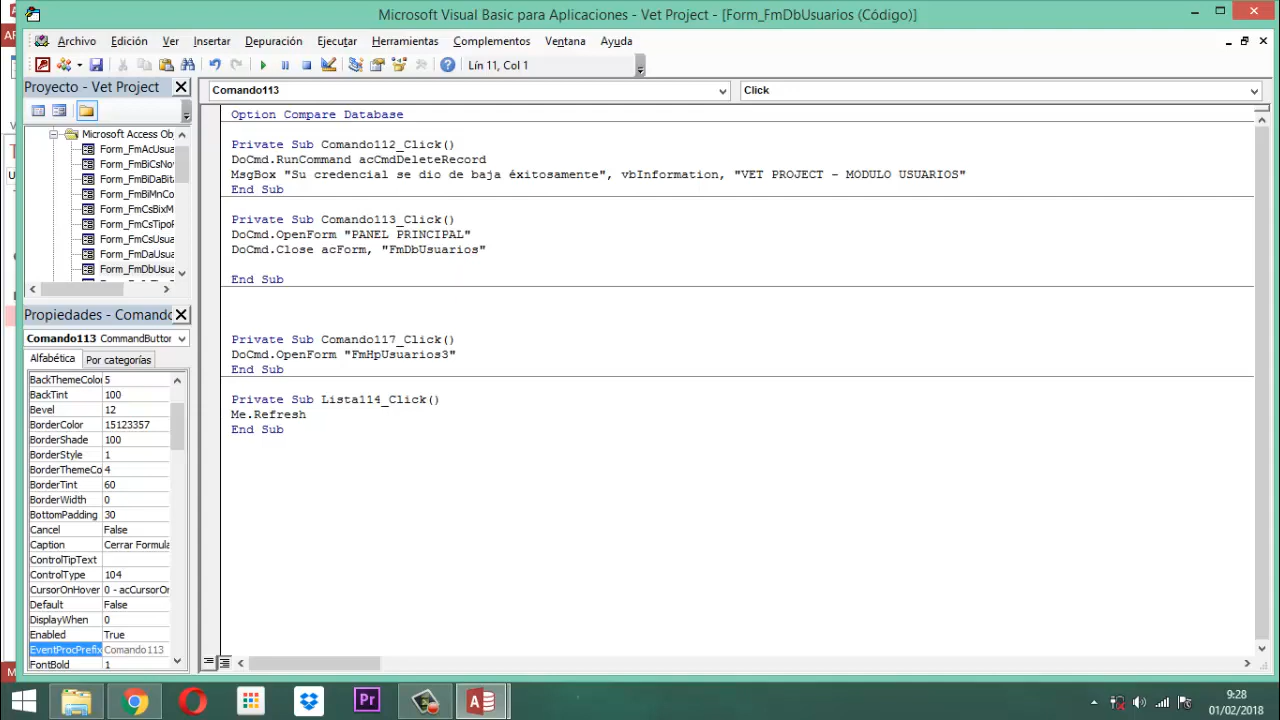 Microsoft Visual Basic para Aplicaciones - Vet Project - [Form_FmDbUsuarios (Código)]
Archivo Edición Ver Insertar Depuración Ejecutar Herramientas Complementos Ventana Ayuda
Lín 11, Col 1
Proyecto - Vet Project
Comando113
Click
Microsoft Access Ob
Form_FmAcUsua
Form_FmBiCsNo
Form_FmBiDaBit
Form_FmBiMnCo
Form_FmCsBixM
Form_FmCsTipoF
Form_FmCsUsua
Form_FmDaUsua
Form_FmDbUsua
Option Compare Database
Private Sub Comando112_Click()
DoCmd.RunCommand acCmdDeleteRecord
MsgBox "Su credencial se dio de baja éxitosamente", vbInformation, "VET PROJECT - MODULO USUARIOS"
End Sub
Private Sub Comando113_Click()
DoCmd.OpenForm "PANEL PRINCIPAL"
DoCmd.Close acForm, "FmDbUsuarios"
End Sub
Private Sub Comando117_Click()
DoCmd.OpenForm "FmHpUsuarios3"
End Sub
Private Sub Lista114_Click()
Me.Refresh
End Sub
Propiedades - Comando
Comando113 CommandButton
Alfabética Por categorías
BackThemeColor 5
BackTint 100
Bevel 12
BorderColor 15123357
BorderShade 100
BorderStyle 1
BorderThemeCo 4
BorderTint 60
BorderWidth 0
BottomPadding 30
Cancel False
Caption Cerrar Formula
ControlTipText
ControlType 104
CursorOnHover 0 - acCursorOn
Default False
DisplayWhen 0
Enabled True
EventProcPrefix Comando113
FontBold 1
Pr
9:28
01/02/2018